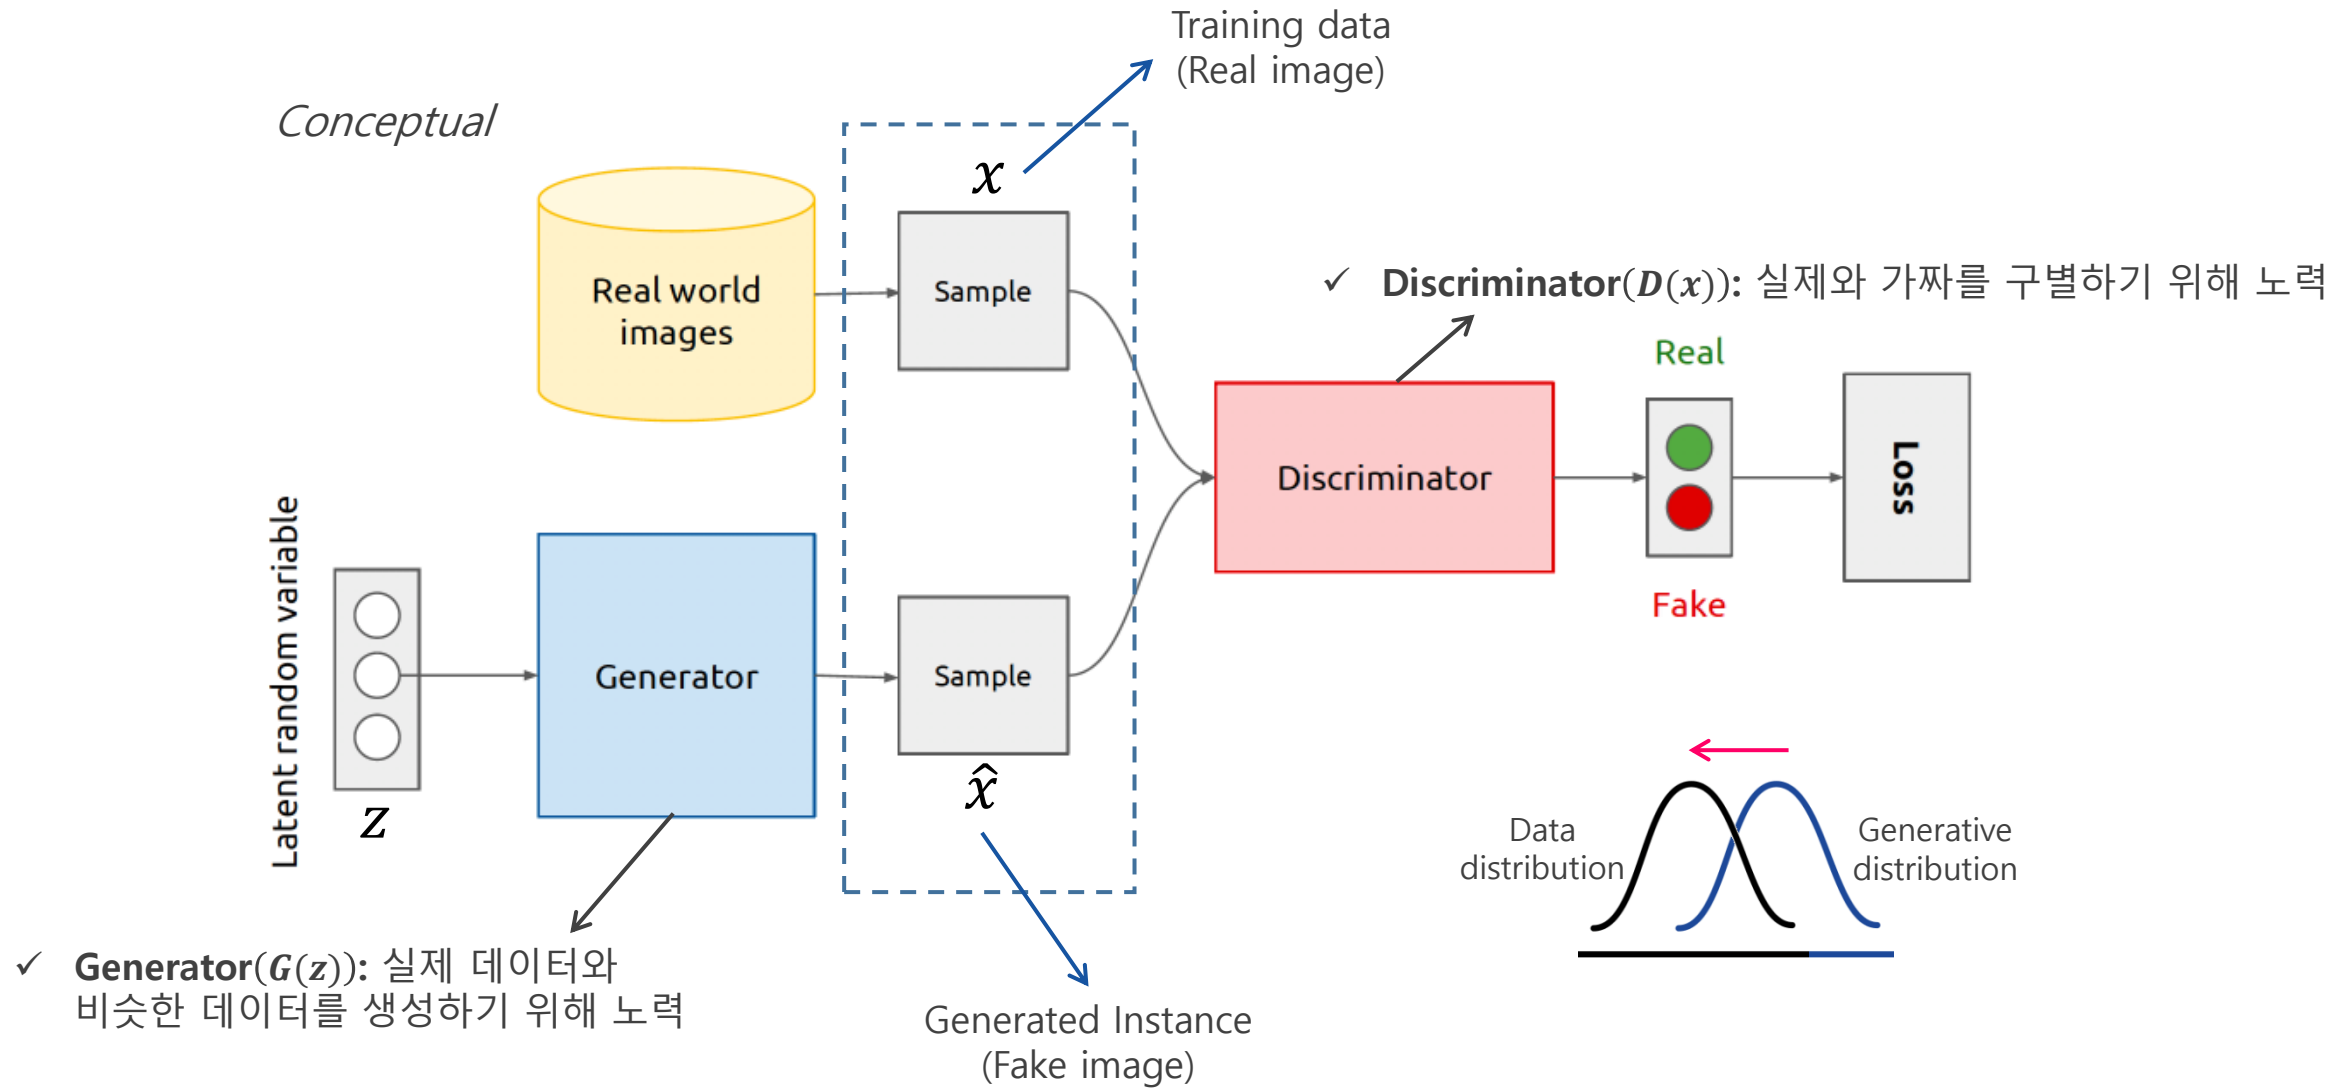 Training data
(Real image)
Conceptual
x
Real world
images
Sample
✓ Discriminator(D(x)): 실제와 가짜를 구별하기 위해 노력
Real
Discriminator
Loss
Fake
Latent random variable
z
Generator
Sample
x̂
Data
distribution
Generative
distribution
✓ Generator(G(z)): 실제 데이터와
비슷한 데이터를 생성하기 위해 노력
Generated Instance
(Fake image)